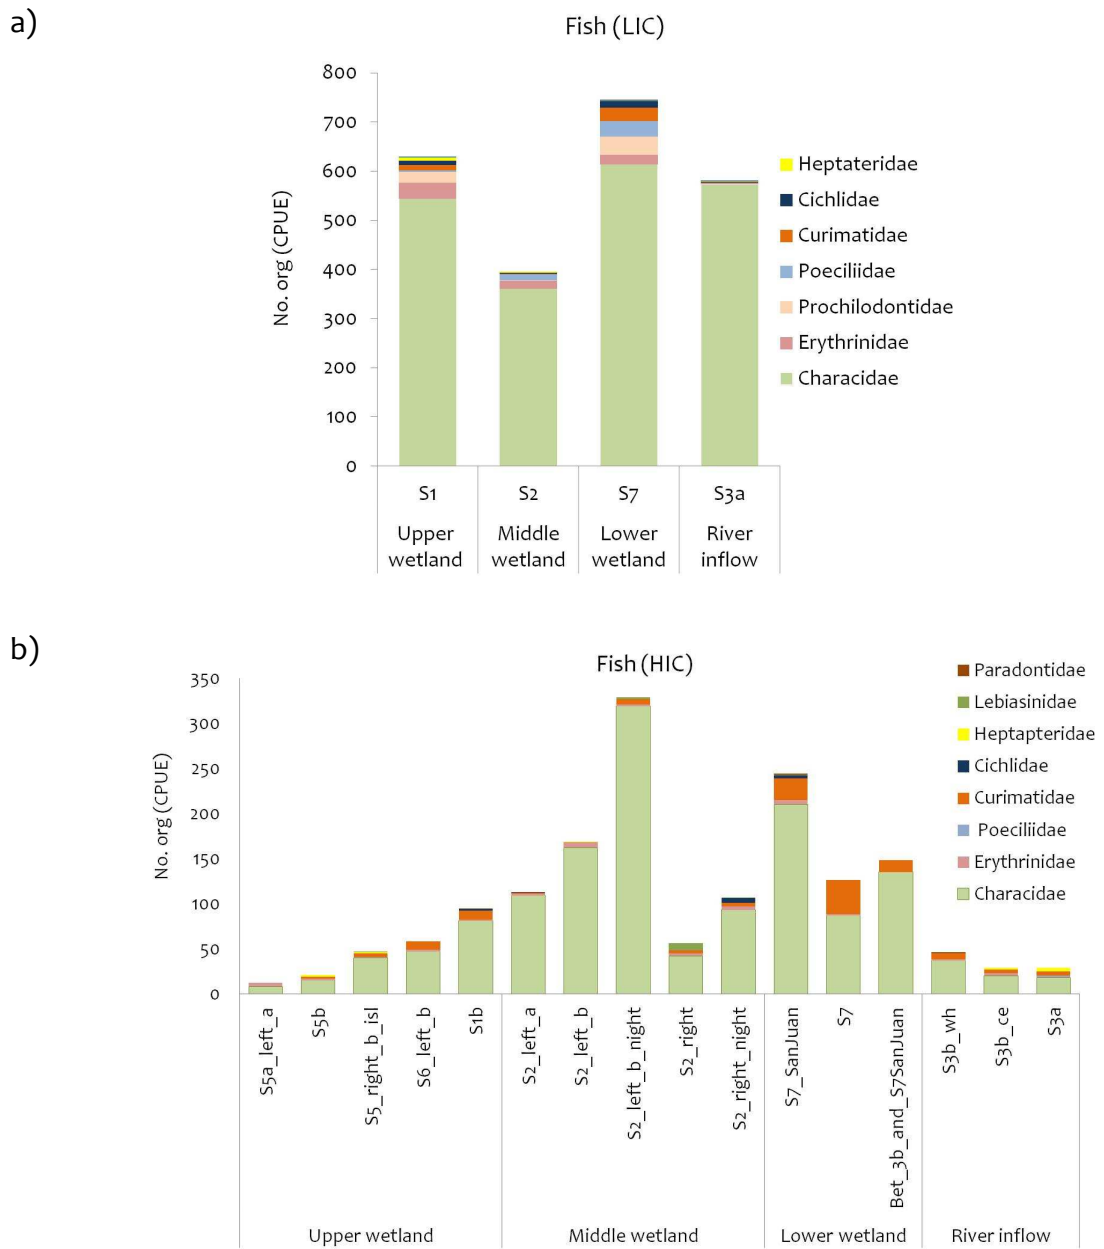 a)
Fish (LIC)
No. org (CPUE)
800
700
600
500
400
300
200
100
0
Heptateridae
Cichlidae
Curimatidae
Poeciliidae
Prochilodontidae
Erythrinidae
Characidae
S1
S2
S7
S3a
Upper
wetland
Middle
wetland
Lower
wetland
River
inflow
b)
Fish (HIC)
No. org (CPUE)
350
300
250
200
150
100
50
0
Paradontidae
Lebiasinidae
Heptapteridae
Cichlidae
Curimatidae
Poeciliidae
Erythrinidae
Characidae
S5a_left_a
S5b
S5_right_b_isl
S6_left_b
S1b
S2_left_a
S2_left_b
S2_left_b_night
S2_right
S2_right_night
S7_SanJuan
S7
Bet_3b_and_S7SanJuan
S3b_wh
S3b_ce
S3a
Upper wetland
Middle wetland
Lower wetland
River inflow